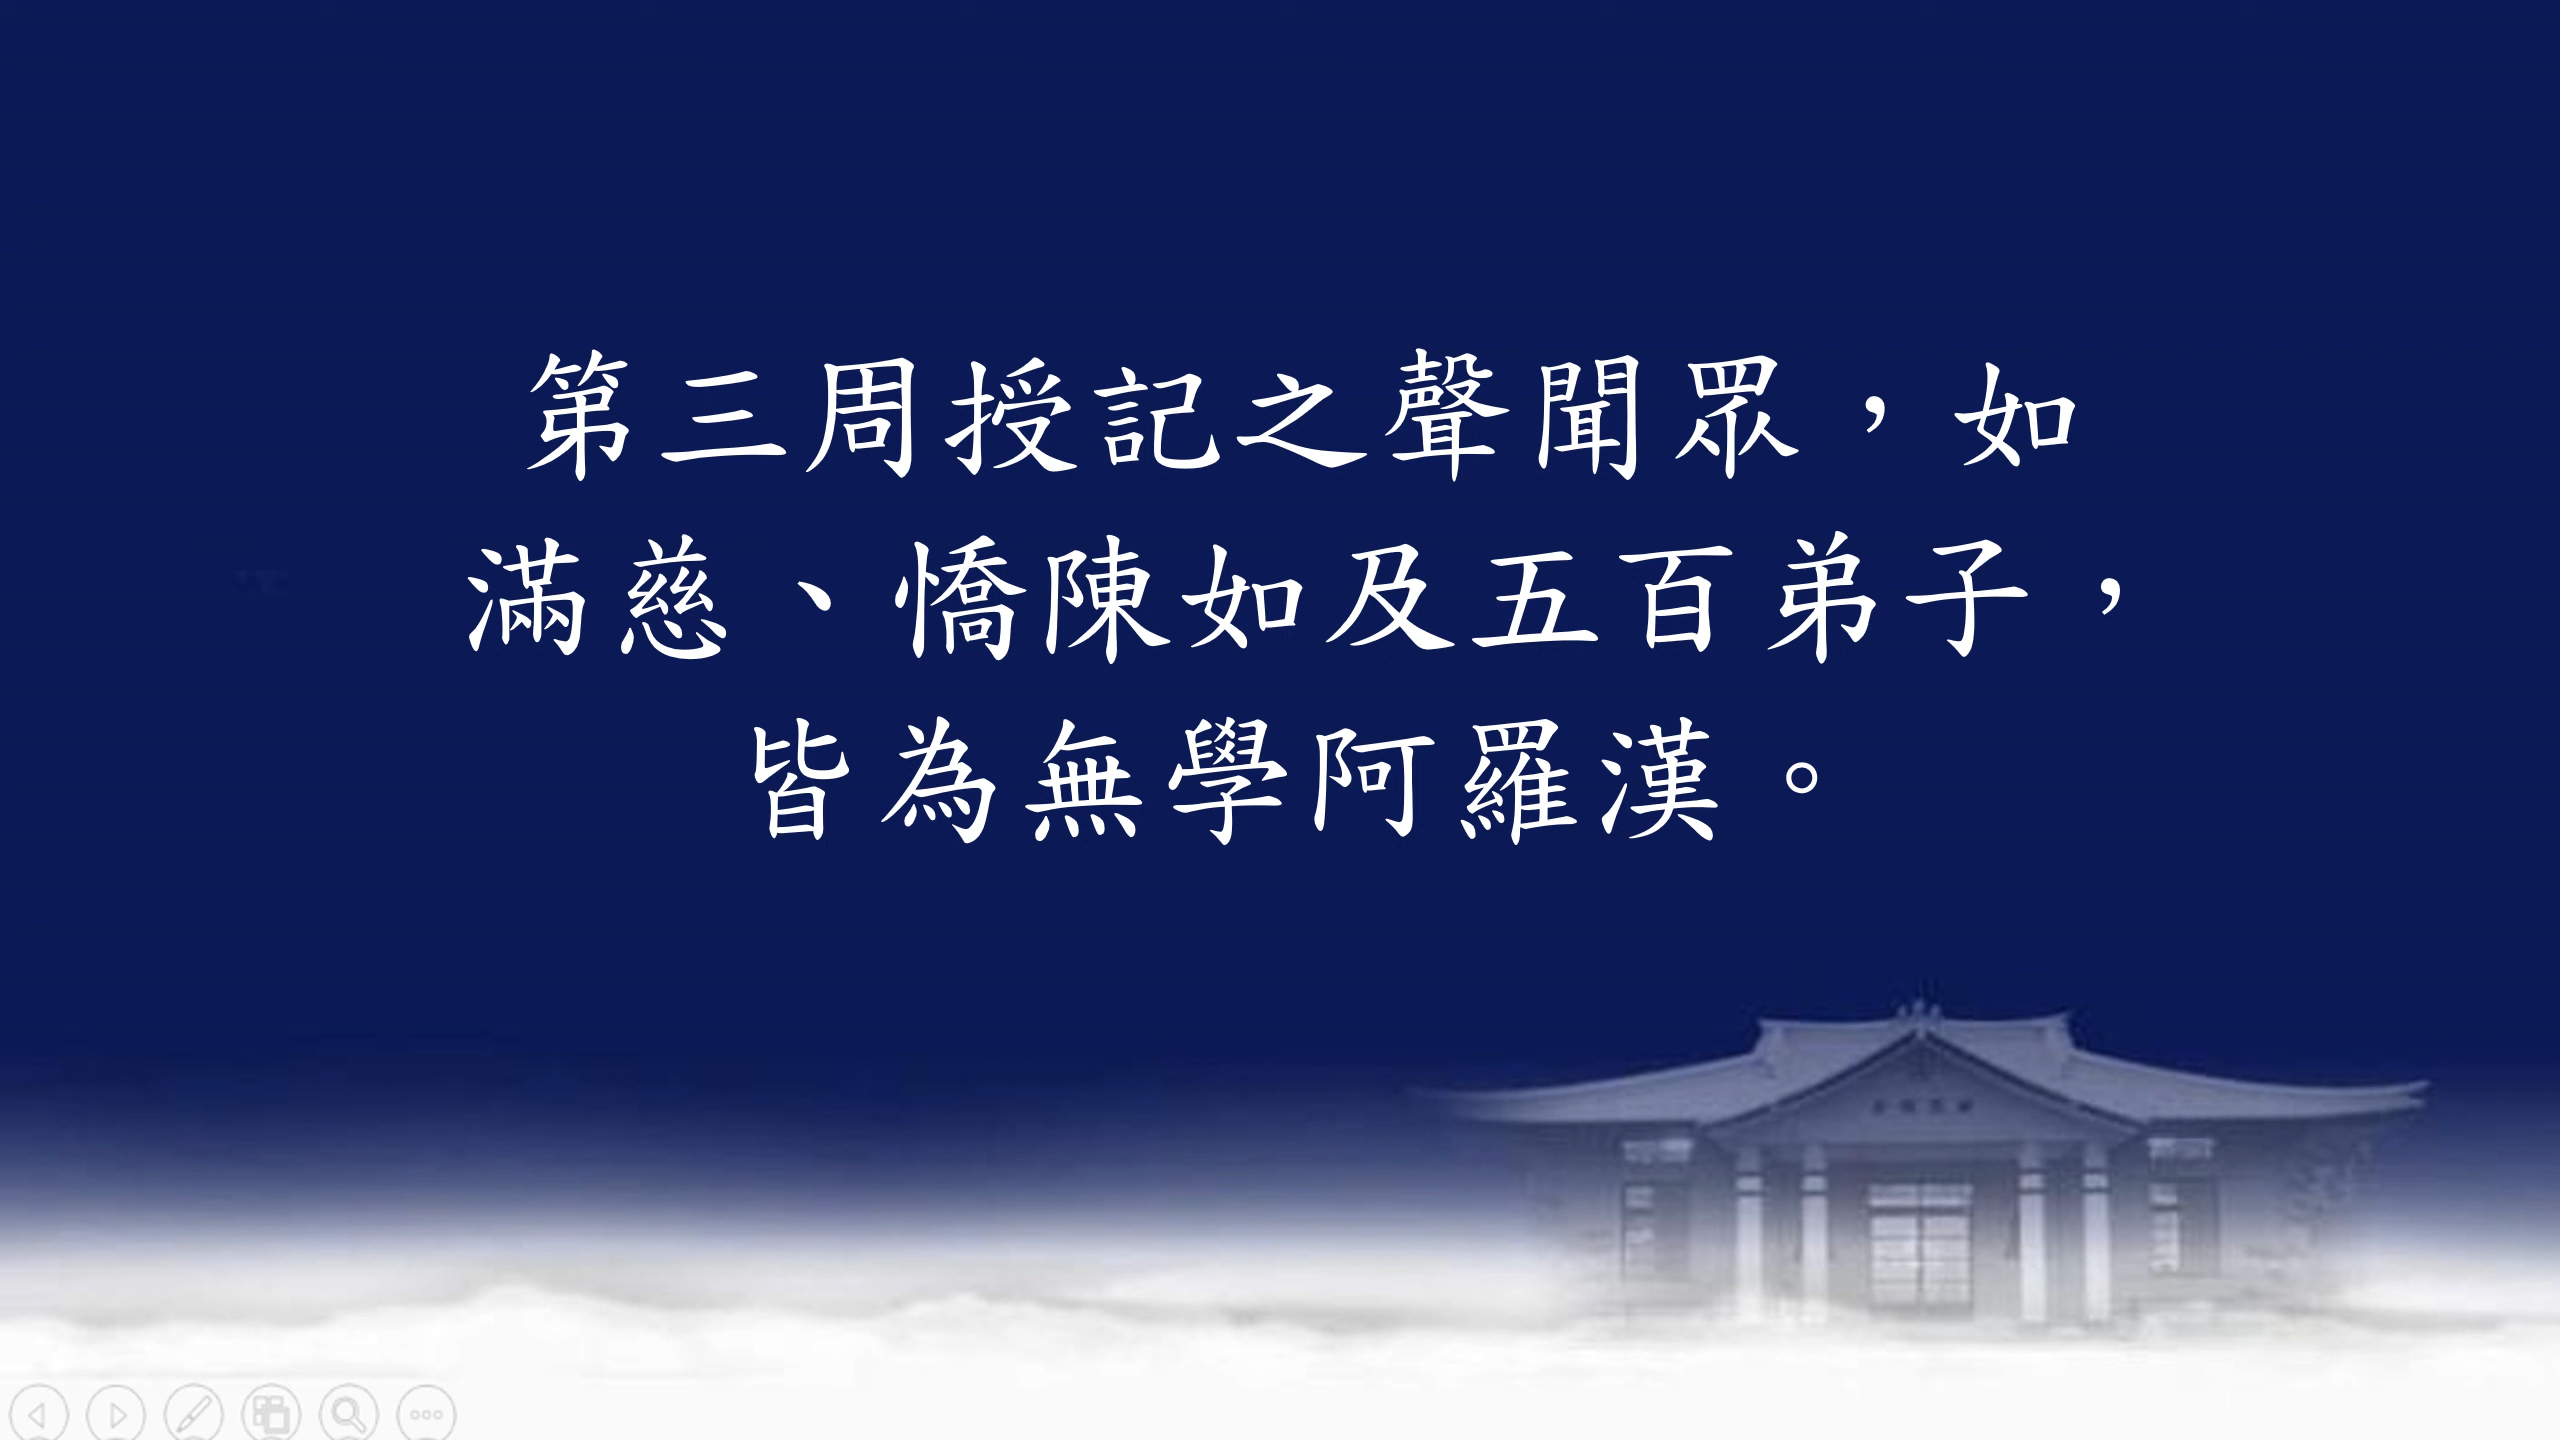 第三周授記之聲聞眾，如
滿慈、憍陳如及五百弟子，
皆為無學阿羅漢。